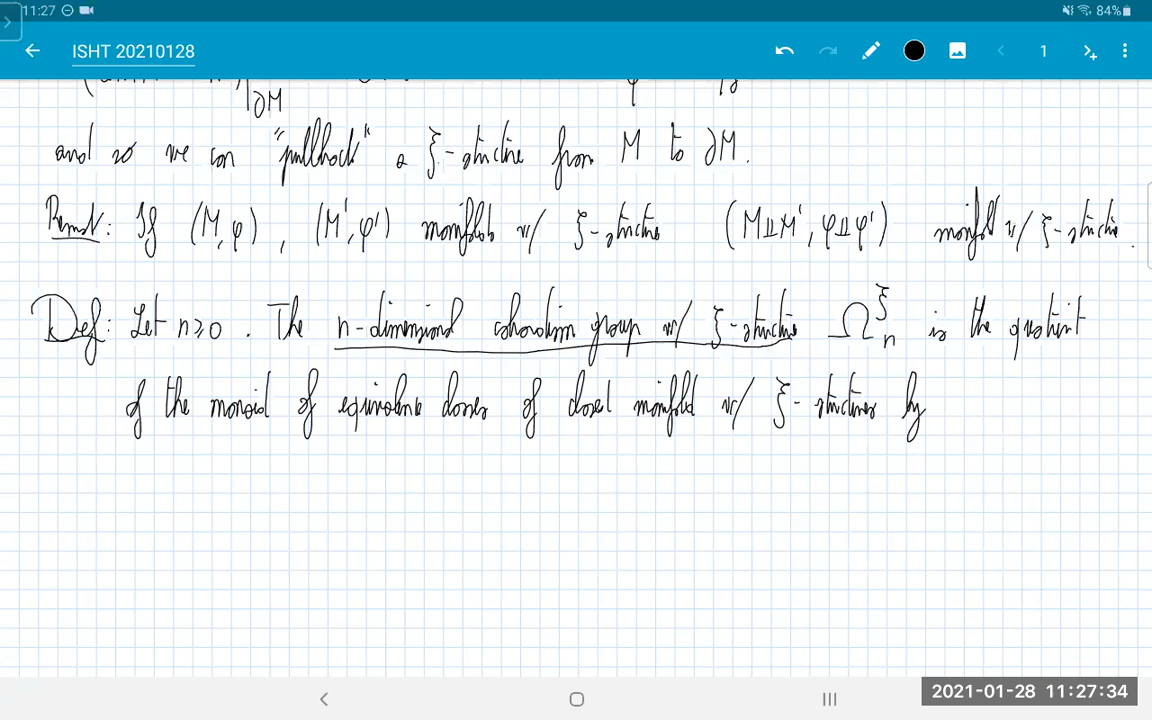 11:27
84%
ISHT 20210128
1
∂M
and so we can "pullback" a ξ-structure from M to ∂M.
Remark: If (M,φ), (M',φ') manifolds w/ ξ-structure (M⊔M', φ⊔φ') manifold w/ ξ-structure.
Def: Let n≥0. The n-dimensional cobordism group w/ ξ-structure Ω_n^ξ is the quotient
of the monoid of equivalence classes of closed manifold w/ ξ-structures by
2021-01-28 11:27:34